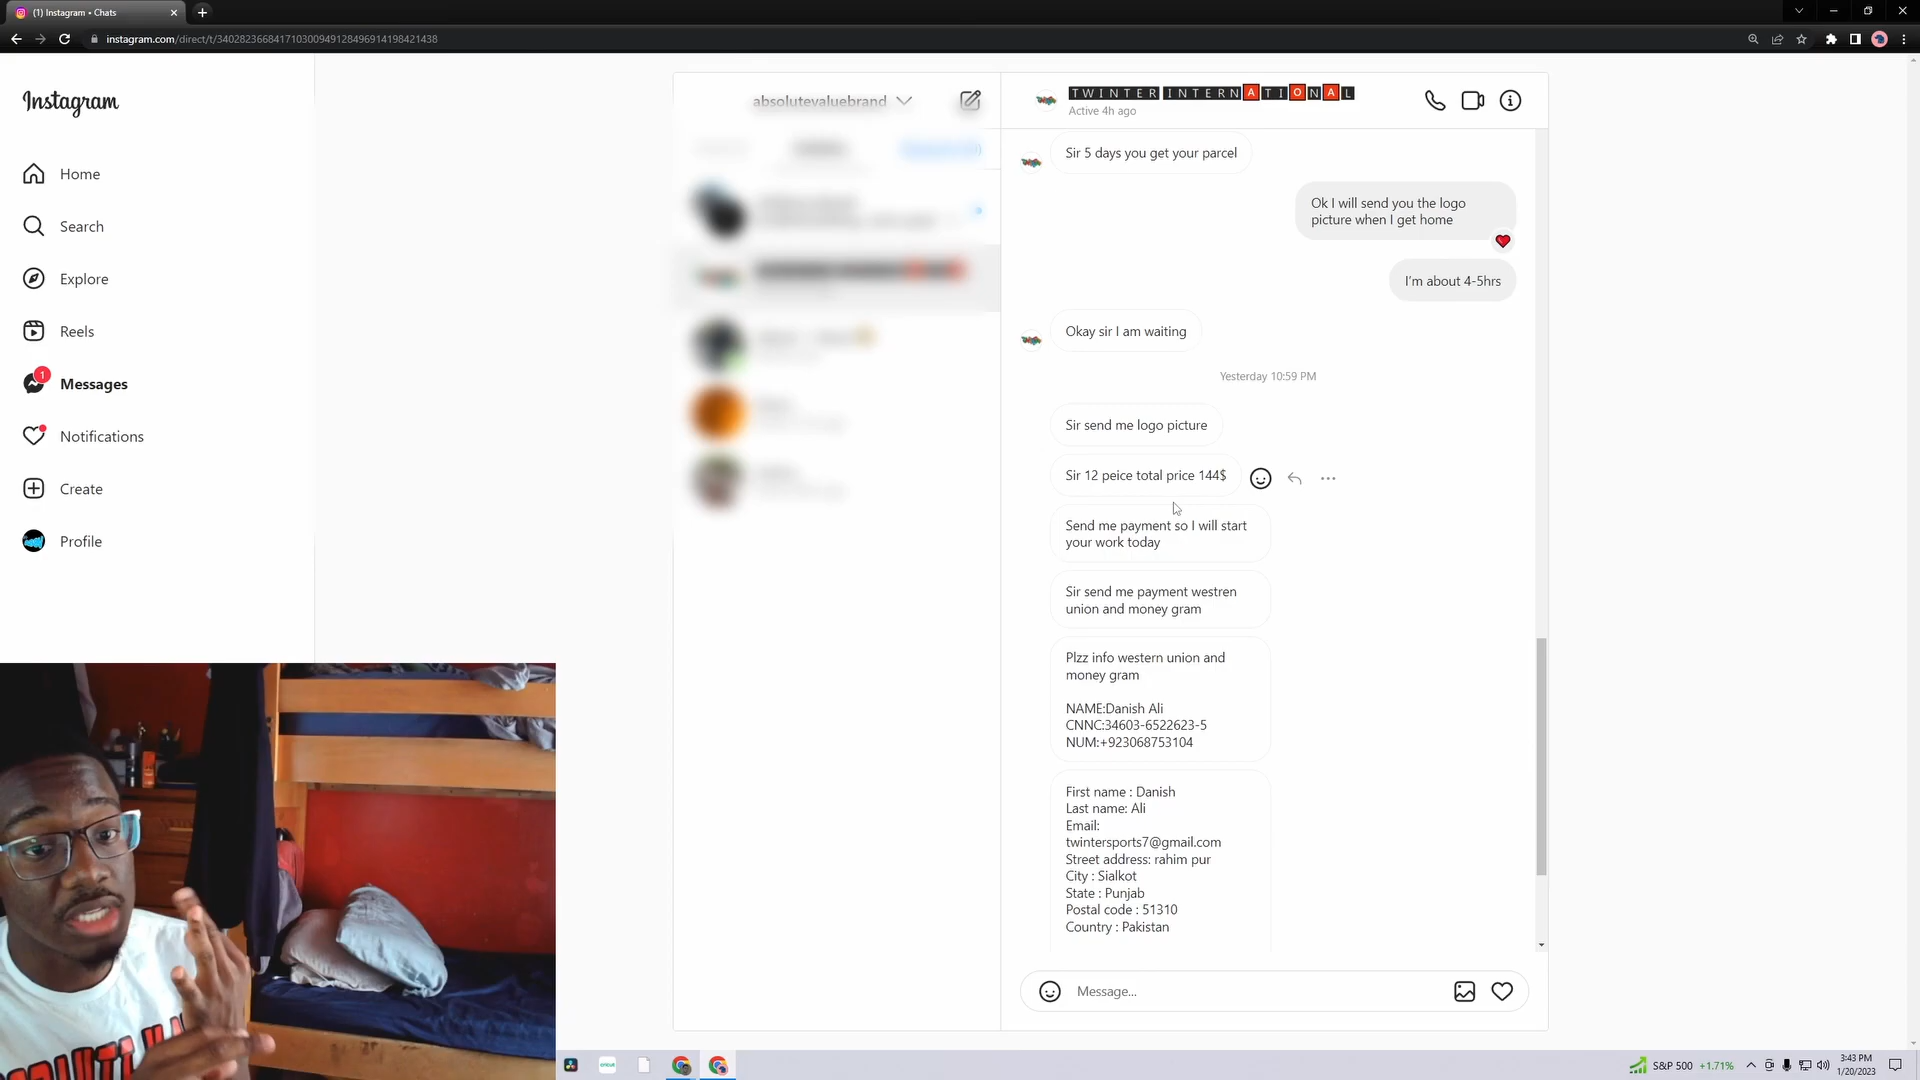 (1) Instagram • Chats
instagram.com/direct/t/340282366841710300949128496914198421438
Instagram
Home
Search
Explore
Reels
1
Messages
Notifications
Create
Profile
absolutevaluebrand
TWINTER INTERNATIONAL
Active 4h ago
Sir 5 days you get your parcel
Ok I will send you the logo
picture when I get home
I'm about 4-5hrs
Okay sir I am waiting
Yesterday 10:59 PM
Sir send me logo picture
Sir 12 peice total price 144$
Send me payment so I will start
your work today
Sir send me payment westren
union and money gram
Plzz info western union and
money gram
NAME:Danish Ali
CNNC:34603-6522623-5
NUM:+923068753104
First name : Danish
Last name: Ali
Email:
twintersports7@gmail.com
Street address: rahim pur
City : Sialkot
State : Punjab
Postal code : 51310
Country : Pakistan
Message...
cricut
S&P 500 +1.71%
3:43 PM
1/20/2023